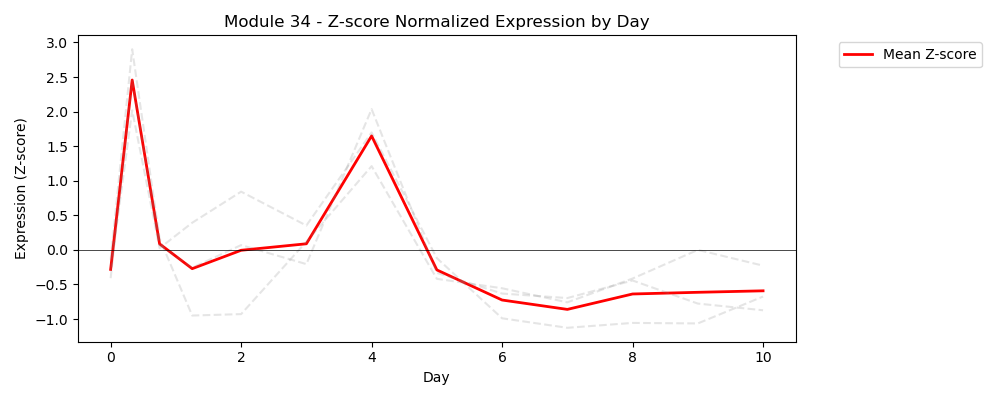 Module 34 - Z-score Normalized Expression by Day
Mean Z-score
Expression (Z-score)
3.0
2.5
2.0
1.5
1.0
0.5
0.0
−0.5
−1.0
0 2 4 6 8 10
Day